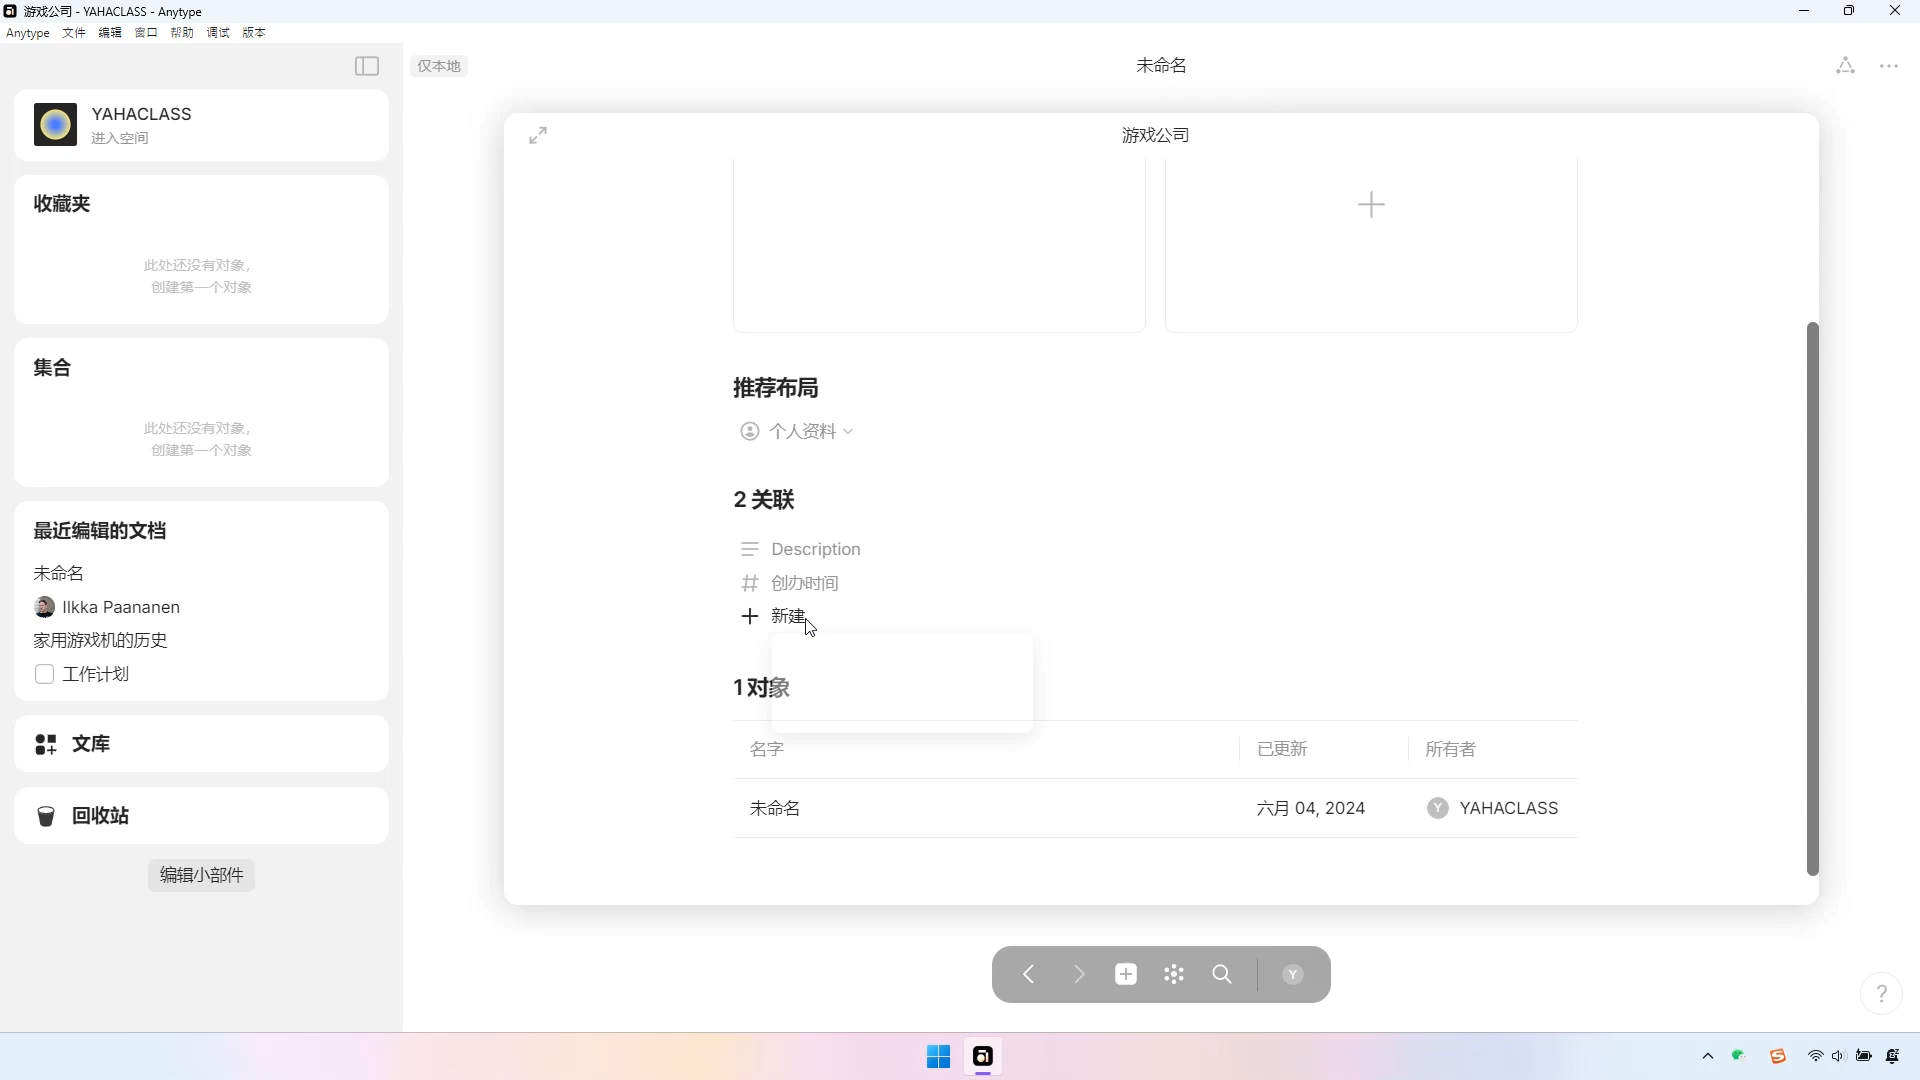 游戏公司 - YAHACLASS - Anytype
Anytype 文件 编辑 窗口 帮助 调试 版本
仅本地
未命名
YAHACLASS
进入空间
收藏夹
此处还没有对象，
创建第一个对象
集合
此处还没有对象，
创建第一个对象
最近编辑的文档
未命名
Ilkka Paananen
家用游戏机的历史
工作计划
文库
回收站
编辑小部件
游戏公司
推荐布局
个人资料
2 关联
Description
创办时间
新建
1 对象
名字 已更新 所有者
未命名 六月 04, 2024 Y YAHACLASS
Y
?